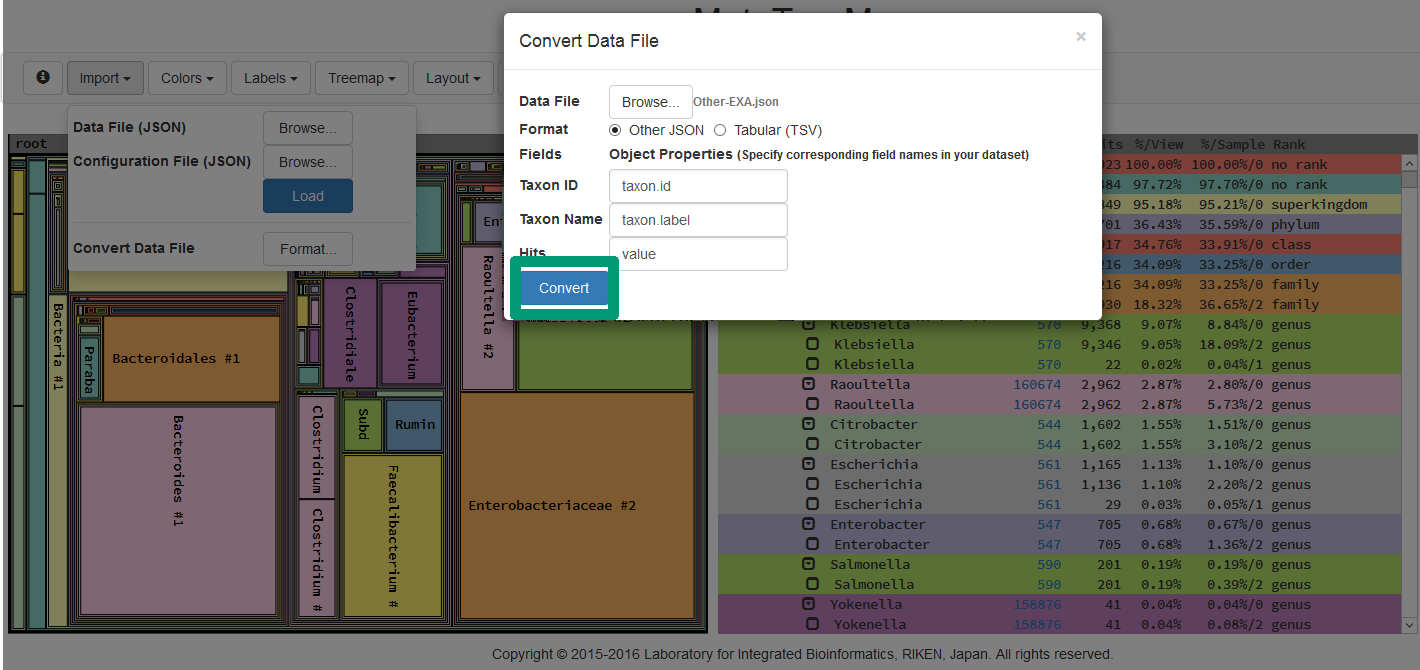 Convert Data File
×
Import
Colors
Labels
Treemap
Layout
Data File (JSON)
Browse...
Configuration File (JSON)
Browse...
Load
Convert Data File
Format...
Data File
Browse...
Other-EXA.json
Format
Other JSON
Tabular (TSV)
Fields
Object Properties (Specify corresponding field names in your dataset)
Taxon ID
taxon.id
Taxon Name
taxon.label
Hits
value
Convert
root
Bacteria #1
Paraba
Bacteroidales #1
Bacteroides #1
Clostridiale
Eubacterium
Clostridium
Clostridium #
Subd
Rumin
Faecalibacterium #
En
Raoultella #2
Enterobacteriaceae #2
%/View %/Sample Rank
100.00% 100.00%/0 no rank
97.72% 97.70%/0 no rank
95.18% 95.21%/0 superkingdom
36.43% 35.59%/0 phylum
34.76% 33.91%/0 class
34.09% 33.25%/0 order
34.09% 33.25%/0 family
18.32% 36.65%/2 family
Klebsiella 570 9,368 9.07% 8.84%/0 genus
Klebsiella 570 9,346 9.05% 18.09%/2 genus
Klebsiella 570 22 0.02% 0.04%/1 genus
Raoultella 160674 2,962 2.87% 2.80%/0 genus
Raoultella 160674 2,962 2.87% 5.73%/2 genus
Citrobacter 544 1,602 1.55% 1.51%/0 genus
Citrobacter 544 1,602 1.55% 3.10%/2 genus
Escherichia 561 1,165 1.13% 1.10%/0 genus
Escherichia 561 1,136 1.10% 2.20%/2 genus
Escherichia 561 29 0.03% 0.05%/1 genus
Enterobacter 547 705 0.68% 0.67%/0 genus
Enterobacter 547 705 0.68% 1.36%/2 genus
Salmonella 590 201 0.19% 0.19%/0 genus
Salmonella 590 201 0.19% 0.39%/2 genus
Yokenella 158876 41 0.04% 0.04%/0 genus
Yokenella 158876 41 0.04% 0.08%/2 genus
Copyright © 2015-2016 Laboratory for Integrated Bioinformatics, RIKEN, Japan. All rights reserved.